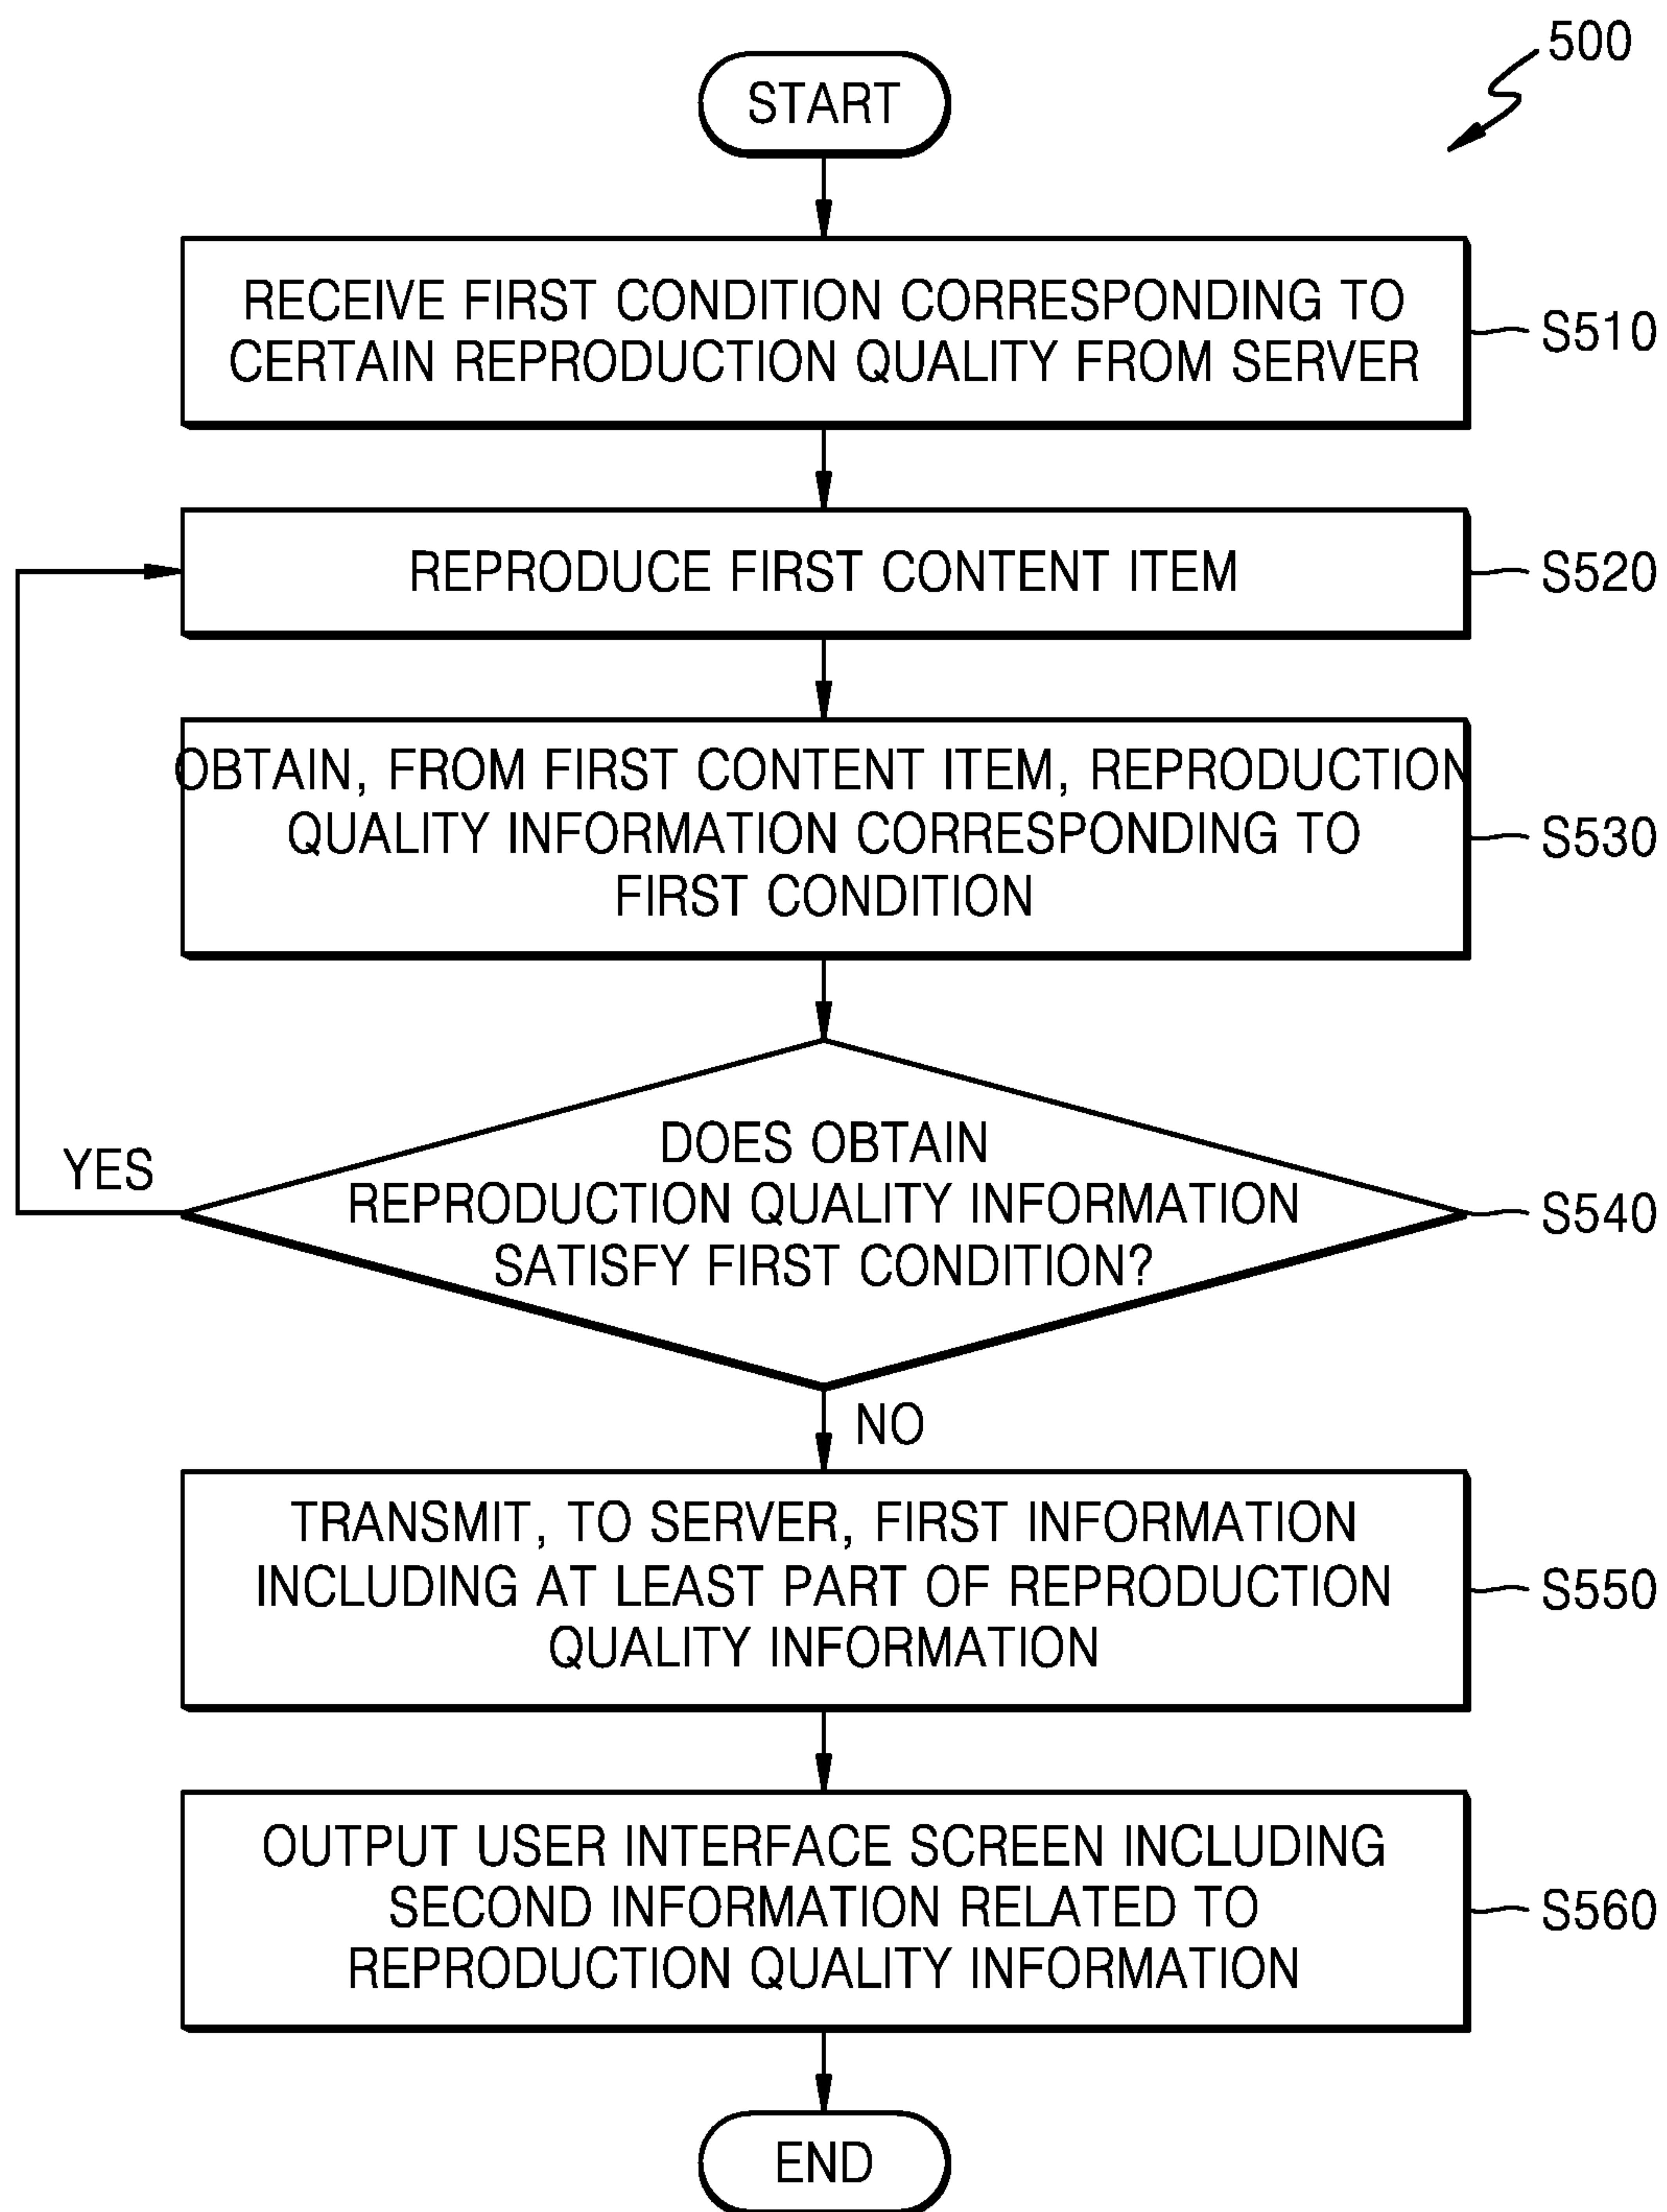 500
START
RECEIVE FIRST CONDITION CORRESPONDING TO
CERTAIN REPRODUCTION QUALITY FROM SERVER
S510
REPRODUCE FIRST CONTENT ITEM
S520
OBTAIN, FROM FIRST CONTENT ITEM, REPRODUCTION
QUALITY INFORMATION CORRESPONDING TO
FIRST CONDITION
S530
DOES OBTAIN
REPRODUCTION QUALITY INFORMATION
SATISFY FIRST CONDITION?
S540
YES
NO
TRANSMIT, TO SERVER, FIRST INFORMATION
INCLUDING AT LEAST PART OF REPRODUCTION
QUALITY INFORMATION
S550
OUTPUT USER INTERFACE SCREEN INCLUDING
SECOND INFORMATION RELATED TO
REPRODUCTION QUALITY INFORMATION
S560
END